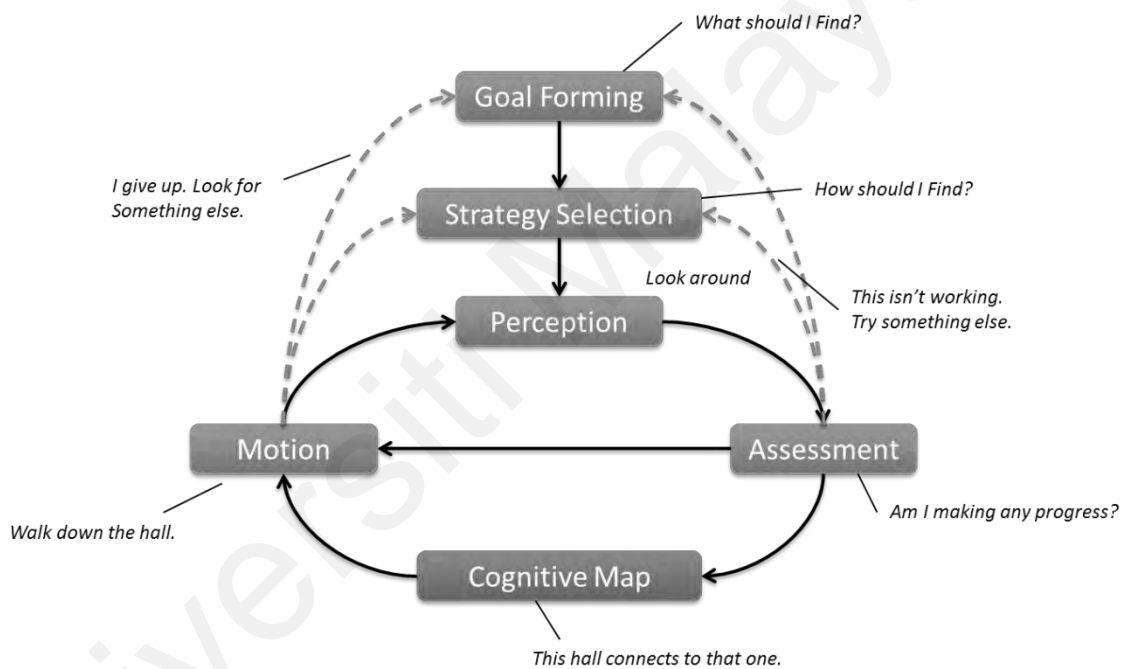 What should I Find?
Goal Forming
I give up. Look for
Something else.
How should I Find?
Strategy Selection
Look around
This isn't working.
Try something else.
Perception
Motion
Assessment
Am I making any progress?
Walk down the hall.
Cognitive Map
This hall connects to that one.